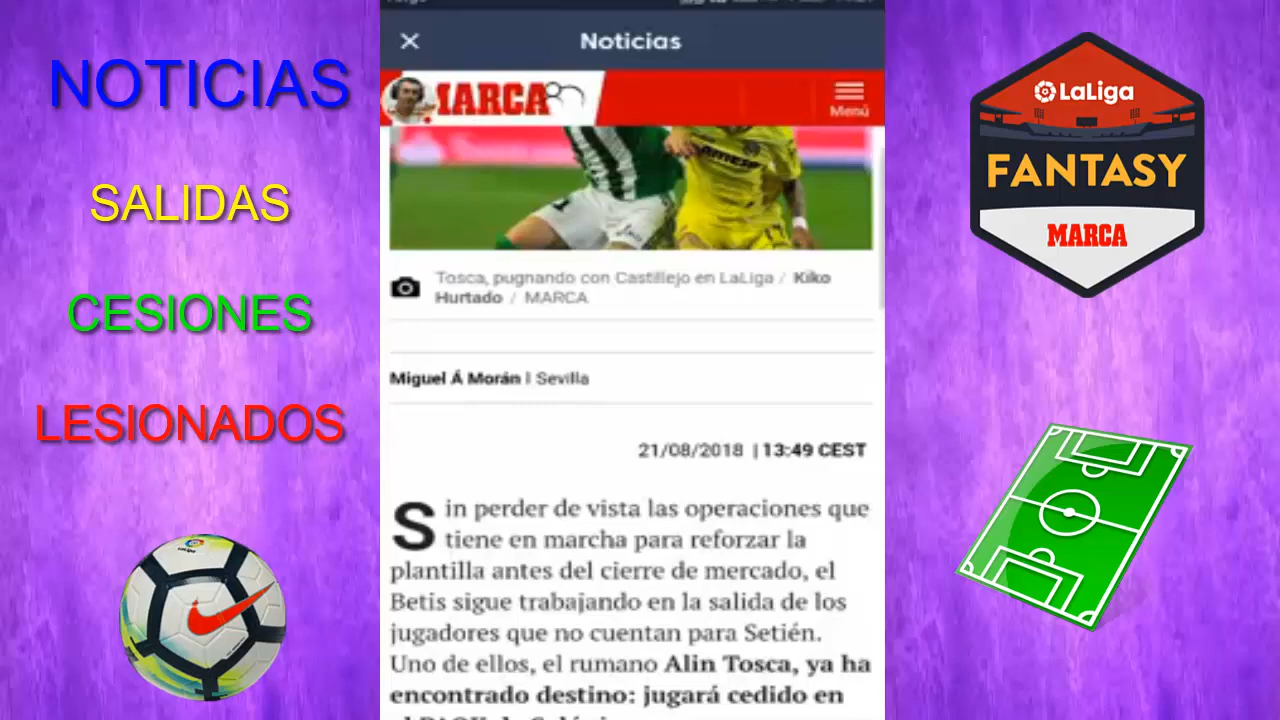 NOTICIAS
SALIDAS
CESIONES
LESIONADOS
Noticias
MARCA
Menú
Tosca, pugnando con Castillejo en LaLiga / Kiko
Hurtado / MARCA
Miguel Á Morán | Sevilla
21/08/2018 | 13:49 CEST
Sin perder de vista las operaciones que
tiene en marcha para reforzar la
plantilla antes del cierre de mercado, el
Betis sigue trabajando en la salida de los
jugadores que no cuentan para Setién.
Uno de ellos, el rumano Alin Tosca, ya ha
encontrado destino: jugará cedido en
LaLiga
FANTASY
MARCA